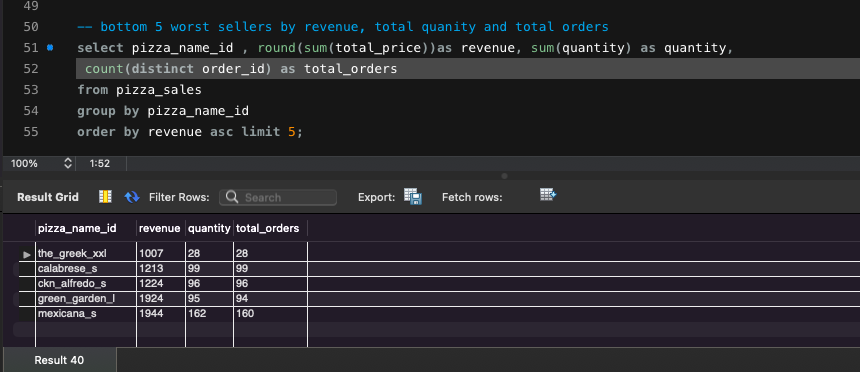 49
50 -- bottom 5 worst sellers by revenue, total quanity and total orders
51 select pizza_name_id , round(sum(total_price))as revenue, sum(quantity) as quantity,
52 count(distinct order_id) as total_orders
53 from pizza_sales
54 group by pizza_name_id
55 order by revenue asc limit 5;
100% 1:52
Result Grid Filter Rows: Search Export: Fetch rows:
pizza_name_id revenue quantity total_orders
the_greek_xxl 1007 28 28
calabrese_s 1213 99 99
ckn_alfredo_s 1224 96 96
green_garden_l 1924 95 94
mexicana_s 1944 162 160
Result 40